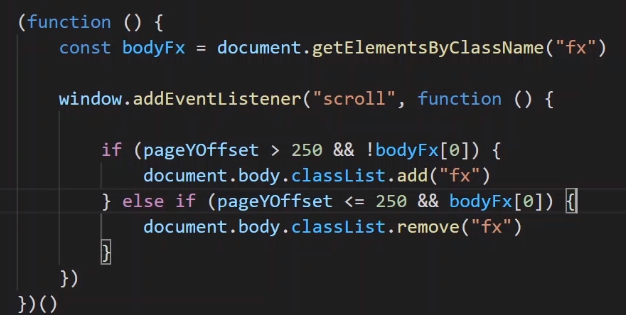 (function () {
    const bodyFx = document.getElementsByClassName("fx")

    window.addEventListener("scroll", function () {

        if (pageYOffset > 250 && !bodyFx[0]) {
            document.body.classList.add("fx")
        } else if (pageYOffset <= 250 && bodyFx[0]) {
            document.body.classList.remove("fx")
        }
    })
})()